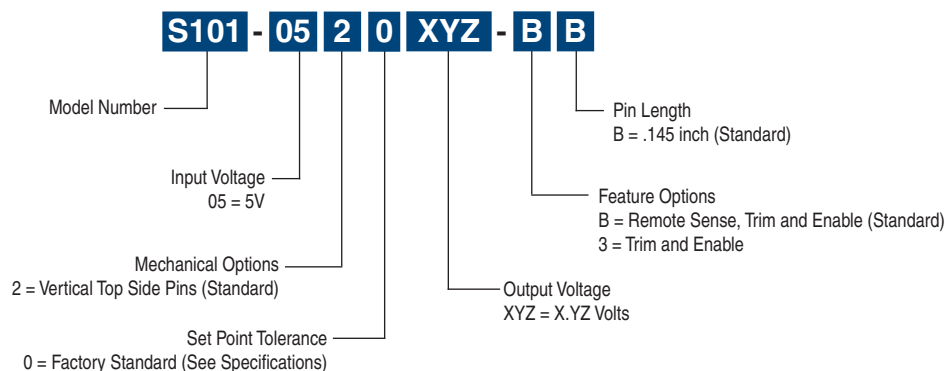 S101 - 05 2 0 XYZ - B B
Model Number
Pin Length
B = .145 inch (Standard)
Input Voltage
05 = 5V
Feature Options
B = Remote Sense, Trim and Enable (Standard)
3 = Trim and Enable
Mechanical Options
2 = Vertical Top Side Pins (Standard)
Output Voltage
XYZ = X.YZ Volts
Set Point Tolerance
0 = Factory Standard (See Specifications)